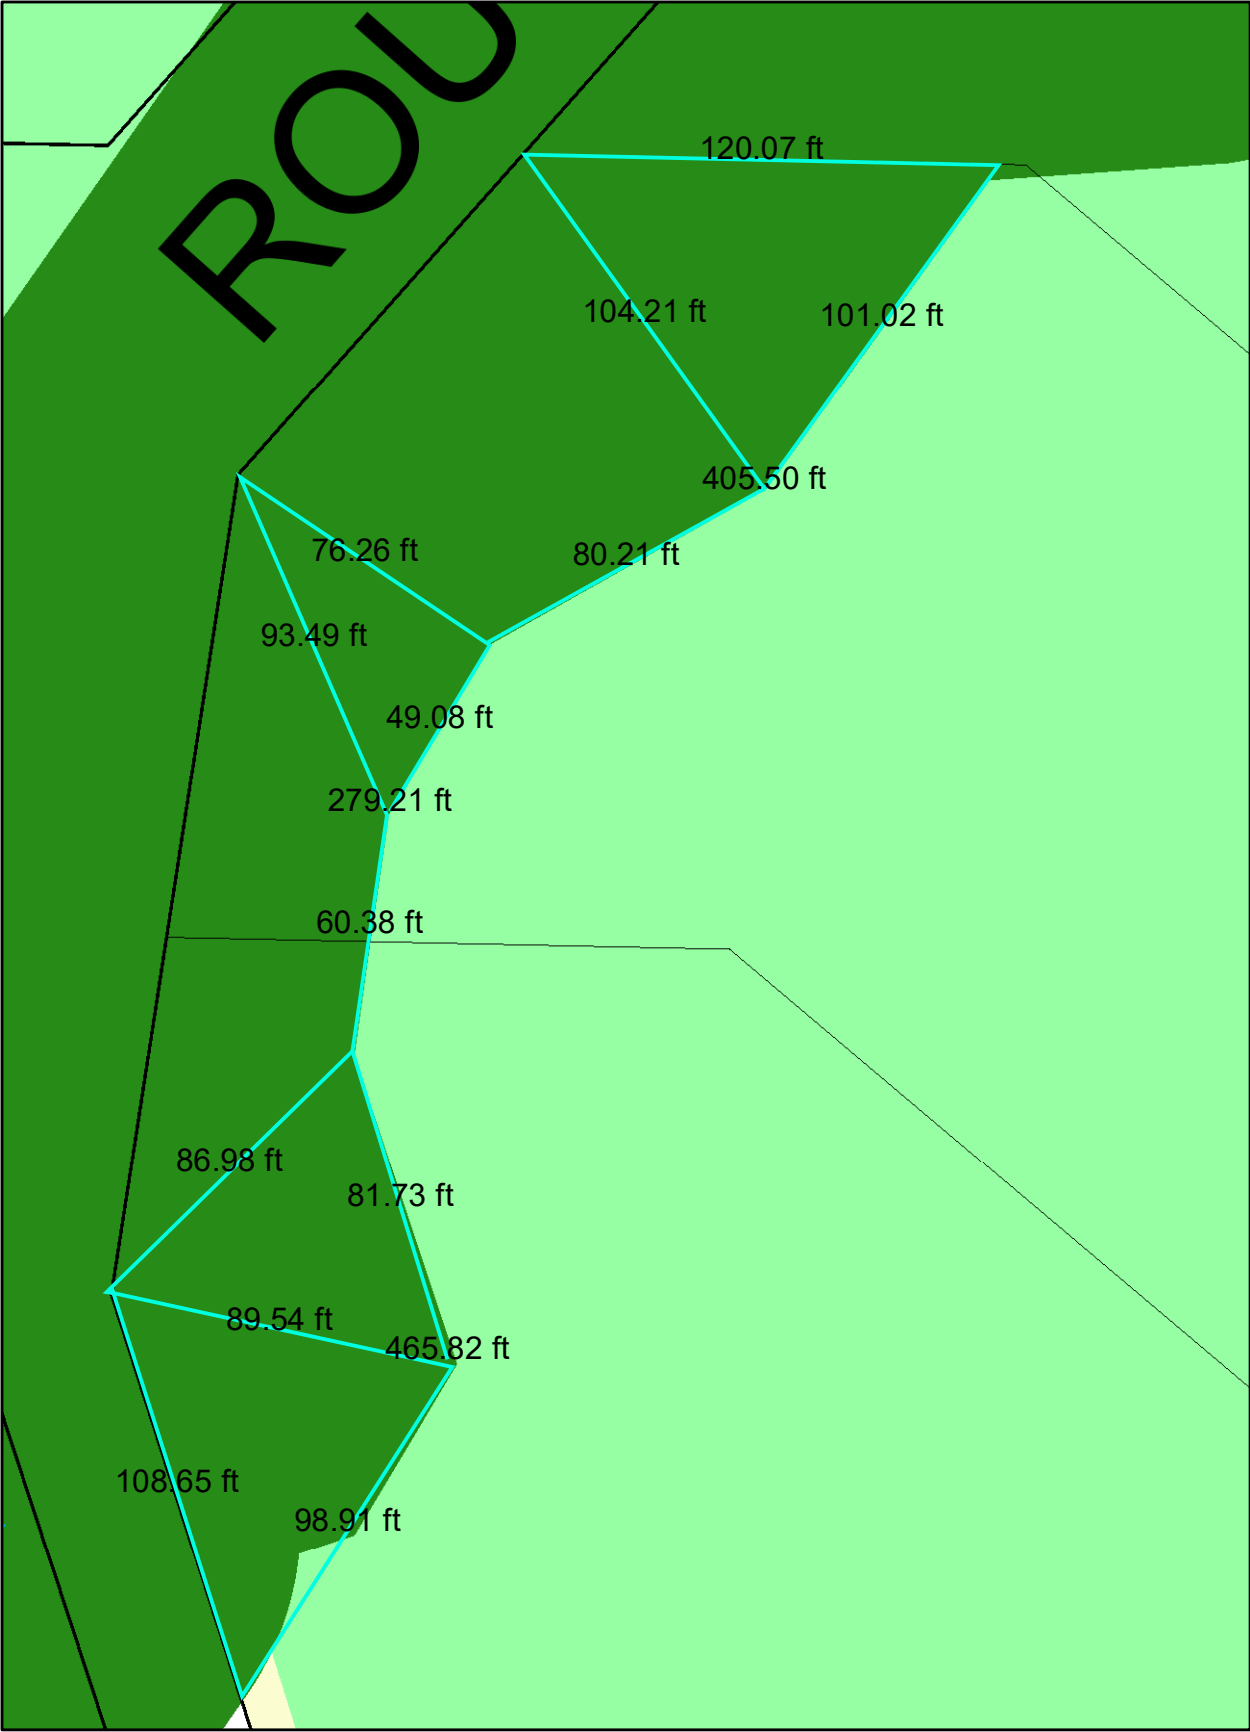 ROU
120.07 ft
104.21 ft
101.02 ft
405.50 ft
76.26 ft
80.21 ft
93.49 ft
49.08 ft
279.21 ft
60.38 ft
86.98 ft
81.73 ft
89.54 ft
465.82 ft
108.65 ft
98.91 ft